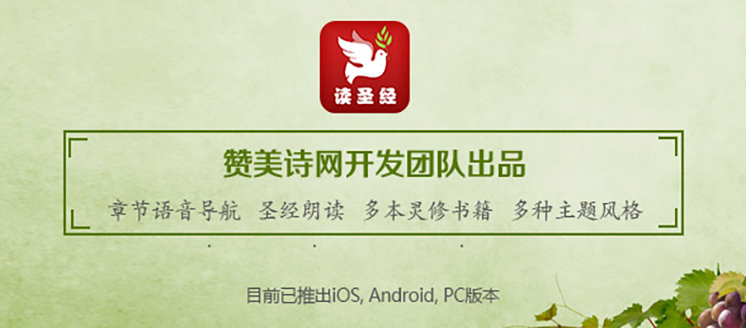 读圣经
赞美诗网开发团队出品
章节语音导航 圣经朗读 多本灵修书籍 多种主题风格
目前已推出iOS, Android, PC版本